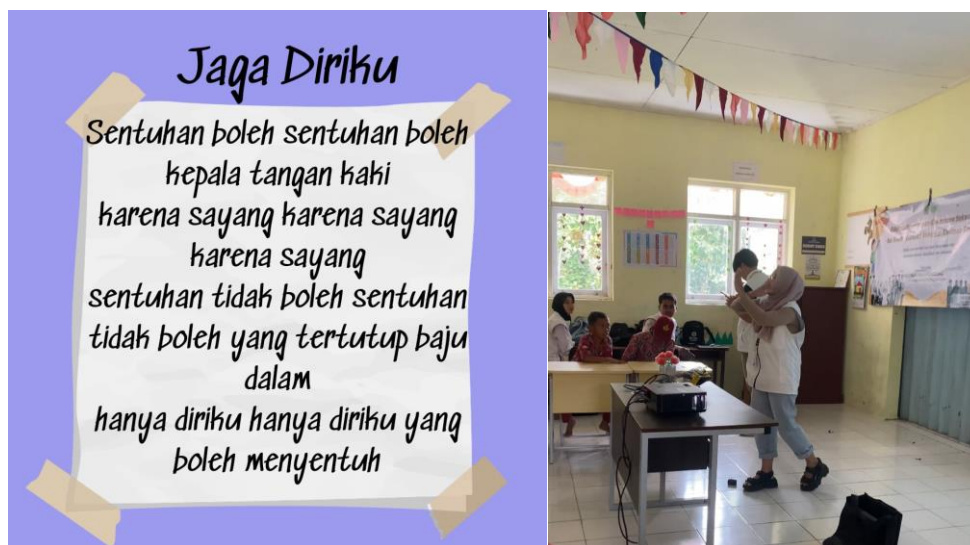 Jaga Diriku
Sentuhan boleh sentuhan boleh
kepala tangan kaki
karena sayang karena sayang
karena sayang
sentuhan tidak boleh sentuhan
tidak boleh yang tertutup baju
dalam
hanya diriku hanya diriku yang
boleh menyentuh